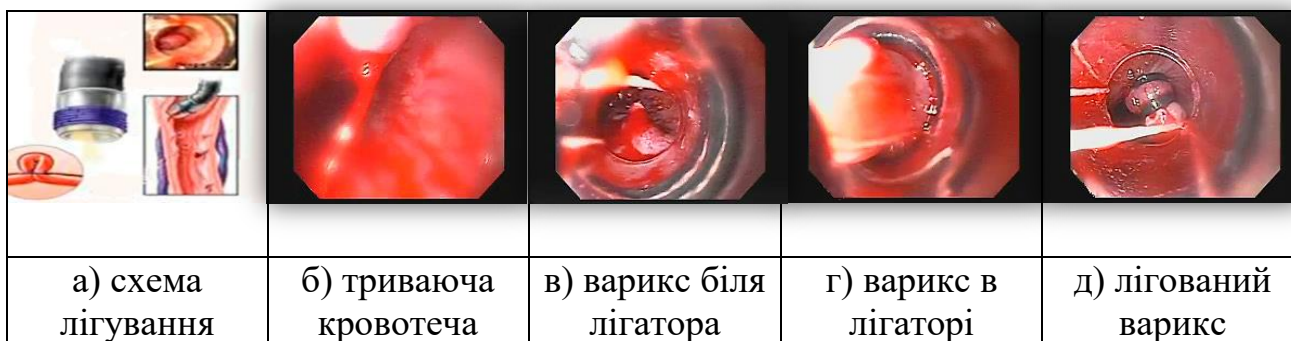 а) схема
лігування
б) триваюча
кровотеча
в) варикс біля
лігатора
г) варикс в
лігаторі
д) лігований
варикс